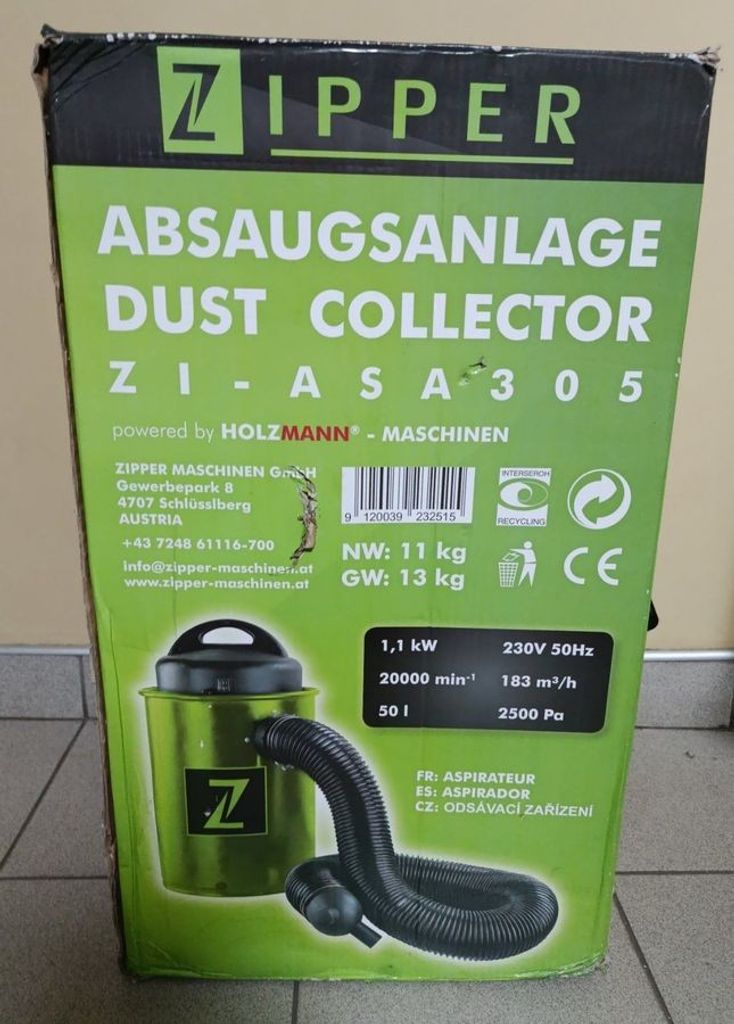 ZIPPER
ABSAUGSANLAGE
DUST COLLECTOR
ZI-ASA305
powered by HOLZMANN® - MASCHINEN
ZIPPER MASCHINEN GmbH
Gewerbepark 8
4707 Schlüsslberg
AUSTRIA
+43 7248 61116-700
info@zipper-maschinen.at
www.zipper-maschinen.at
9 120039 232515
NW: 11 kg
GW: 13 kg
INTERSEROH
RECYCLING
CE
1,1 kW 230V 50Hz
20000 min⁻¹ 183 m³/h
50 l 2500 Pa
FR: ASPIRATEUR
ES: ASPIRADOR
CZ: ODSÁVACÍ ZAŘÍZENÍ
Z